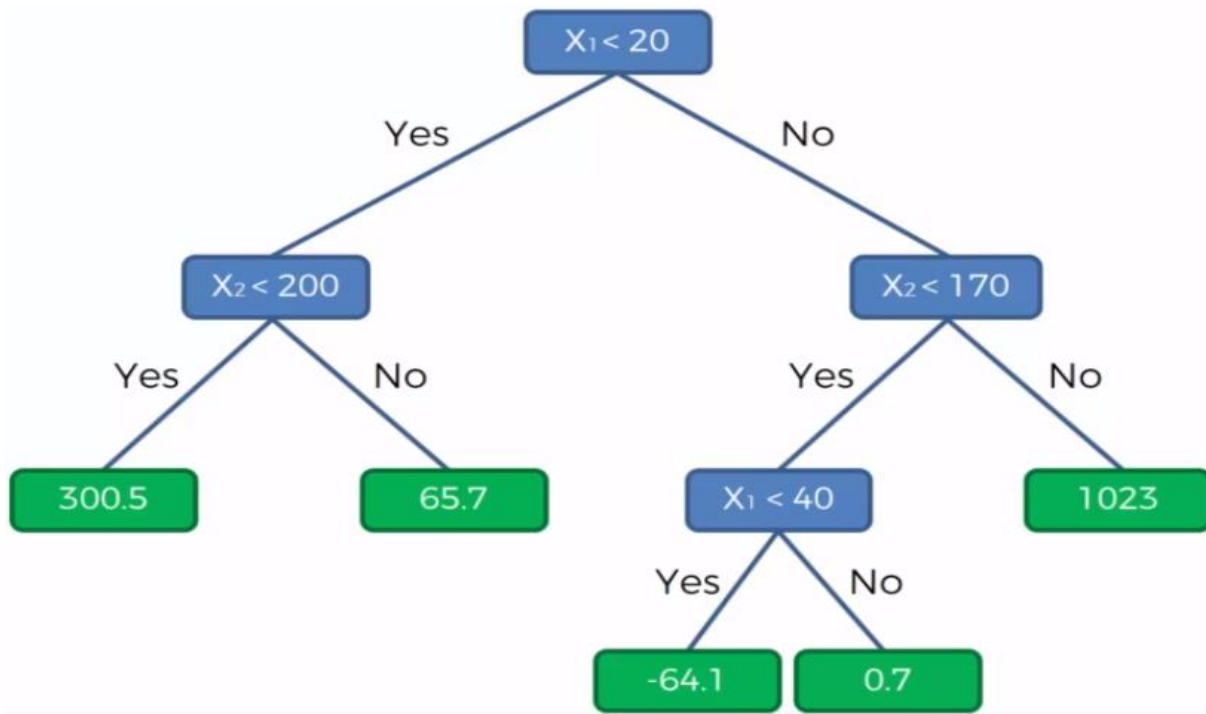 X₁ < 20
Yes
No
X₂ < 200
X₂ < 170
Yes
No
Yes
No
300.5
65.7
X₁ < 40
1023
Yes
No
-64.1
0.7